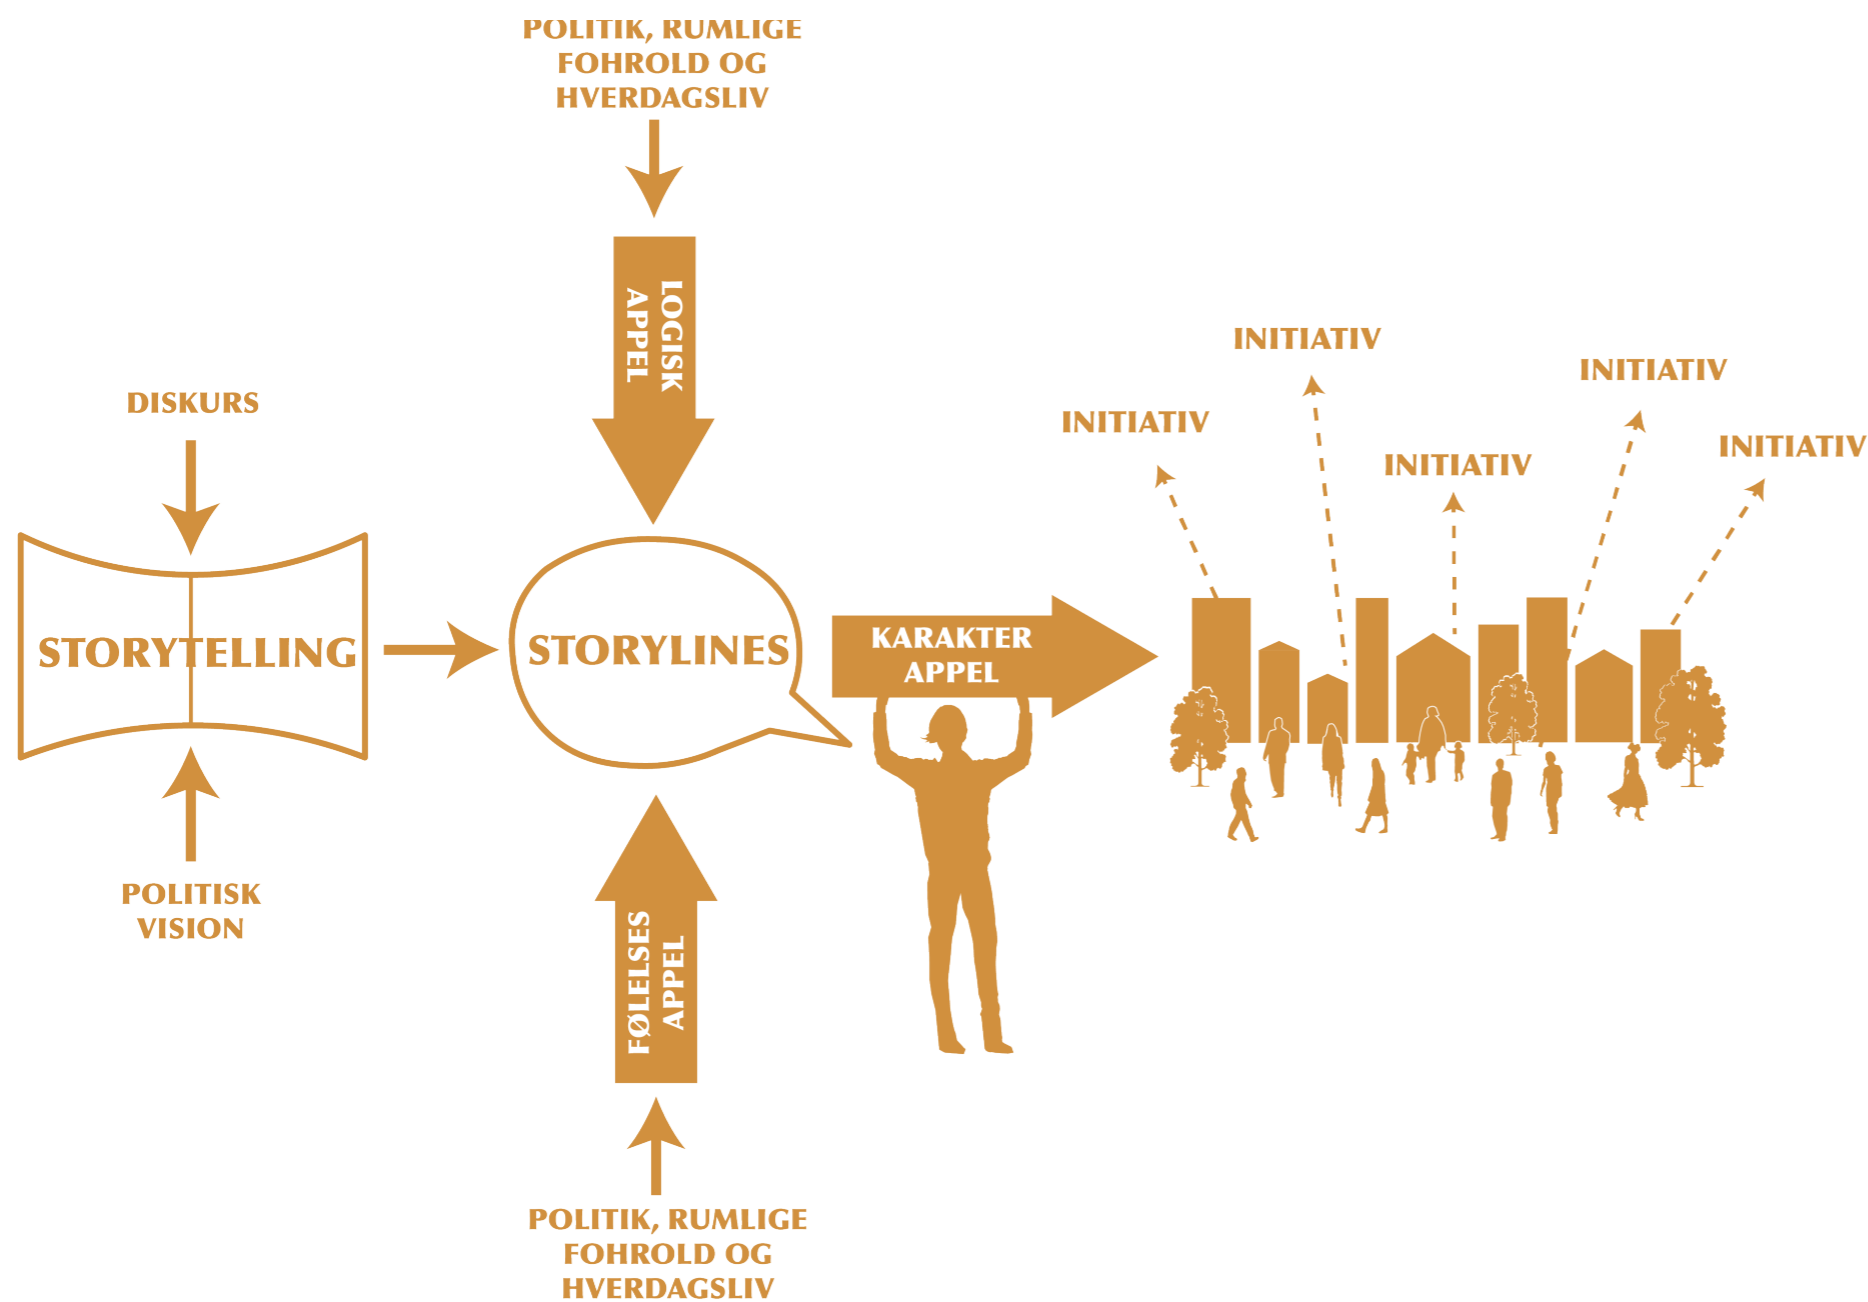 POLITIK, RUMLIGE
FOHROLD OG
HVERDAGSLIV
LOGISK
APPEL
DISKURS
STORYTELLING
POLITISK
VISION
STORYLINES
FØLELSES
APPEL
POLITIK, RUMLIGE
FOHROLD OG
HVERDAGSLIV
KARAKTER
APPEL
INITIATIV
INITIATIV
INITIATIV
INITIATIV
INITIATIV